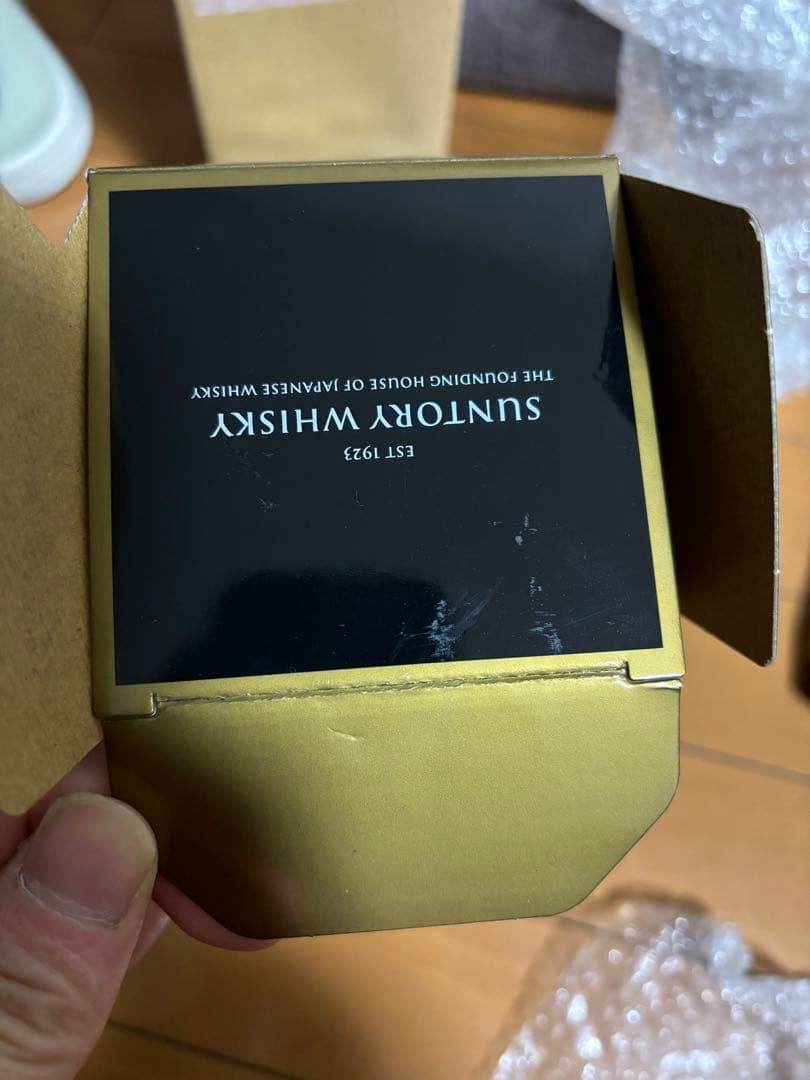 EST 1923
SUNTORY WHISKY
THE FOUNDING HOUSE OF JAPANESE WHISKY